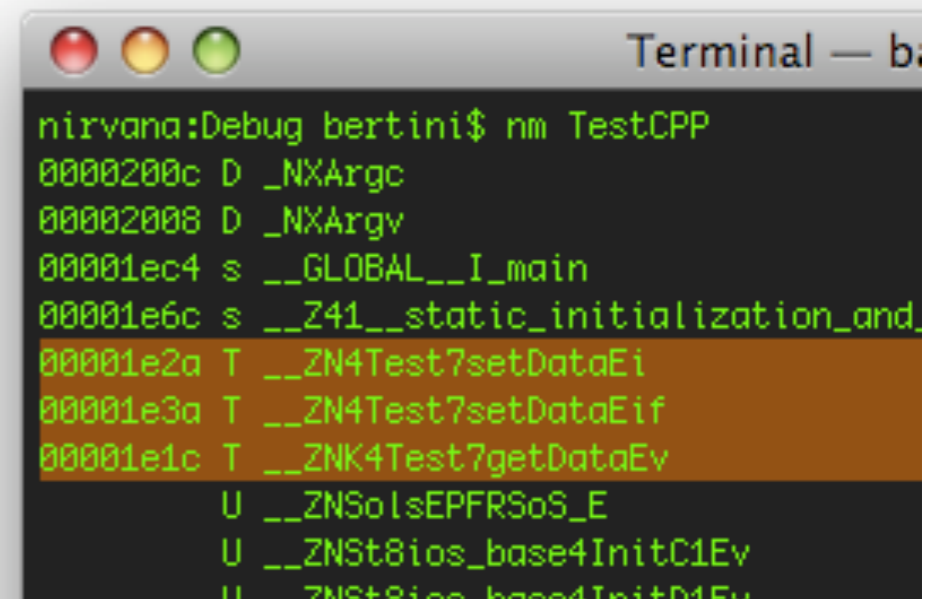 Terminal —
nirvana:Debug bertini$ nm TestCPP
0000200c D _NXArgc
00002008 D _NXArgv
00001ec4 s __GLOBAL__I_main
00001e6c s __Z41__static_initialization_and_
00001e2a T __ZN4Test7setDataEi
00001e3a T __ZN4Test7setDataEif
00001e1c T __ZNK4Test7getDataEv
U __ZNSolsEPFRSoS_E
U __ZNSt8ios_base4InitC1Ev
U __ZNSt8ios_base4InitD1Ev